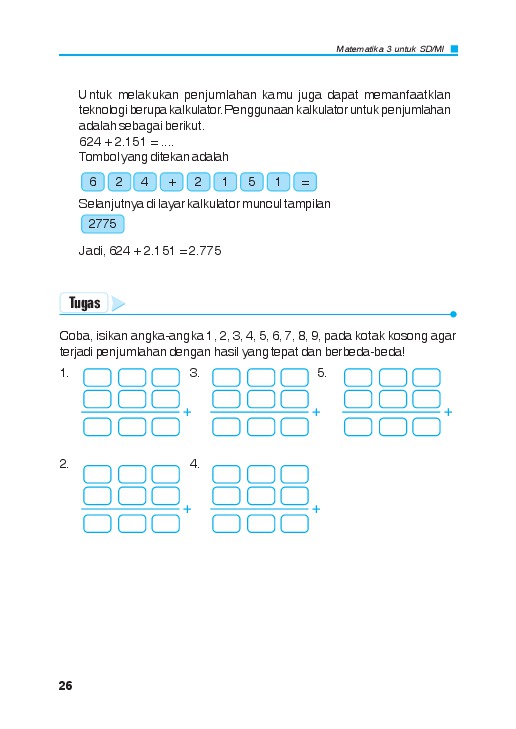 Matematika 3 untuk SD/MI
Untuk melakukan penjumlahan kamu juga dapat memanfaatklan
teknologi berupa kalkulator. Penggunaan kalkulator untuk penjumlahan
adalah sebagai berikut.
624 + 2.151 = ....
Tombol yang ditekan adalah
6 2 4 + 2 1 5 1 =
Selanjutnya di layar kalkulator muncul tampilan
2775
Jadi, 624 + 2.151 = 2.775
Tugas
Coba, isikan angka-angka 1, 2, 3, 4, 5, 6, 7, 8, 9, pada kotak kosong agar
terjadi penjumlahan dengan hasil yang tepat dan berbeda-beda!
1. 3. 5.
+ + +
2. 4.
+ +
26